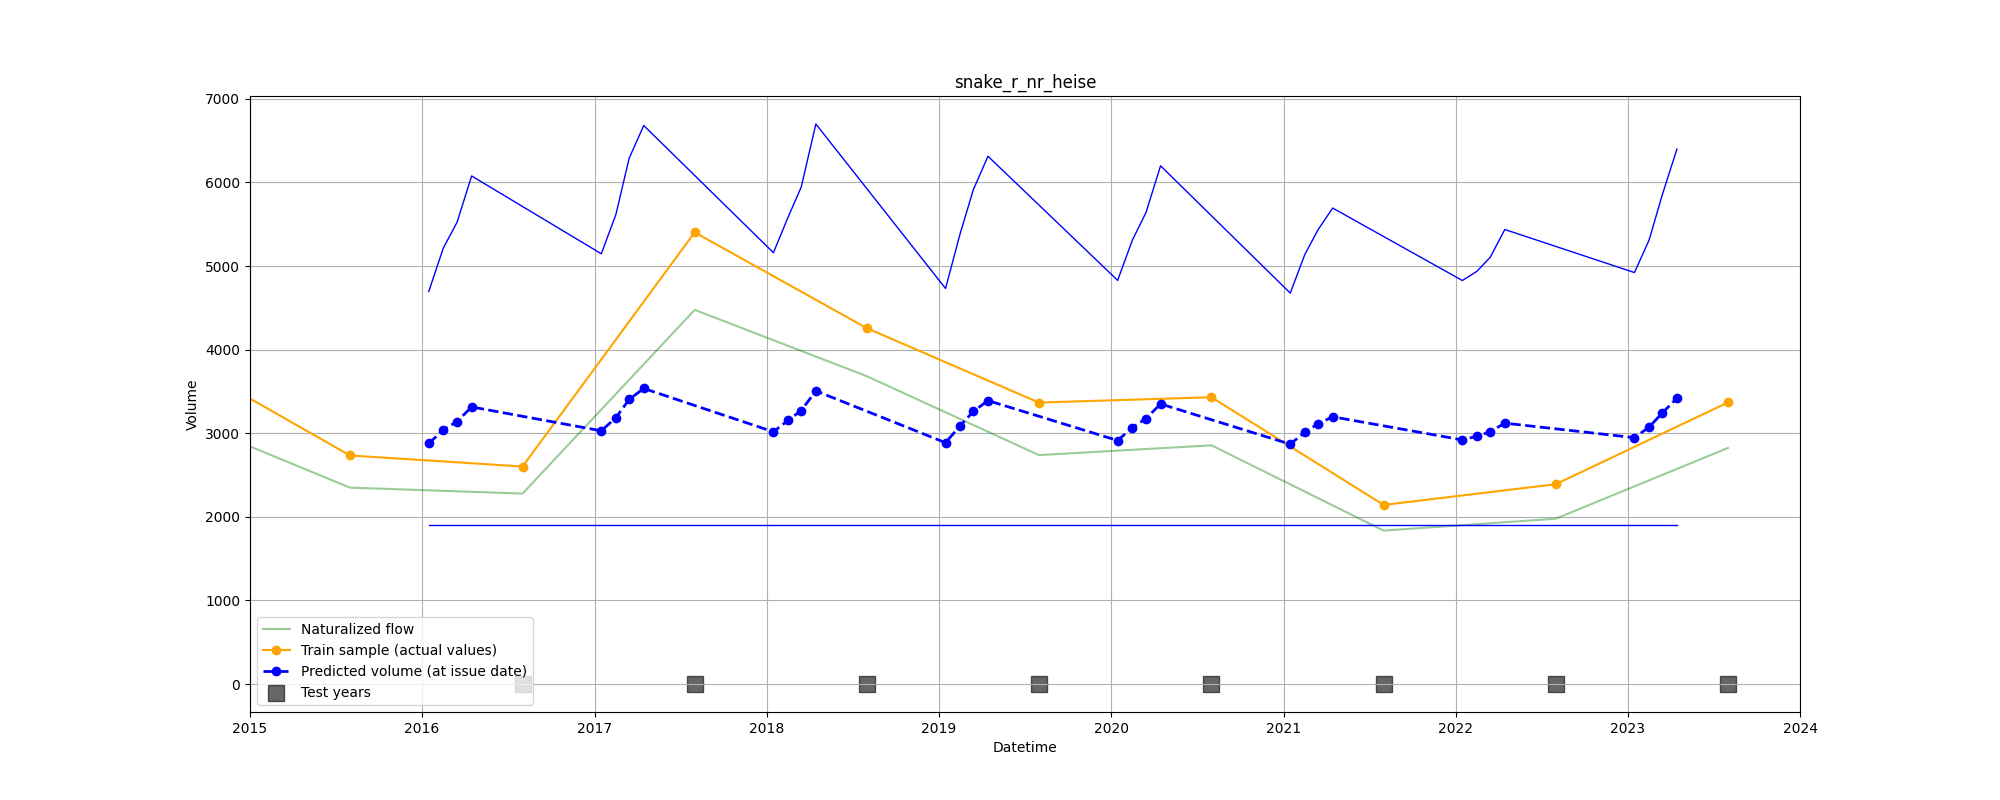 snake_r_nr_heise
7000
6000
5000
4000
3000
2000
1000
0
Volume
Naturalized flow
Train sample (actual values)
Predicted volume (at issue date)
Test years
2015 2016 2017 2018 2019 2020 2021 2022 2023 2024
Datetime